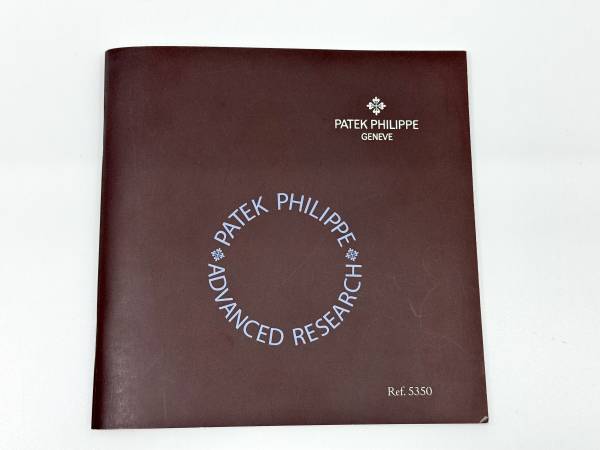 PATEK PHILIPPE
GENEVE
PATEK PHILIPPE
ADVANCED RESEARCH
Ref. 5350